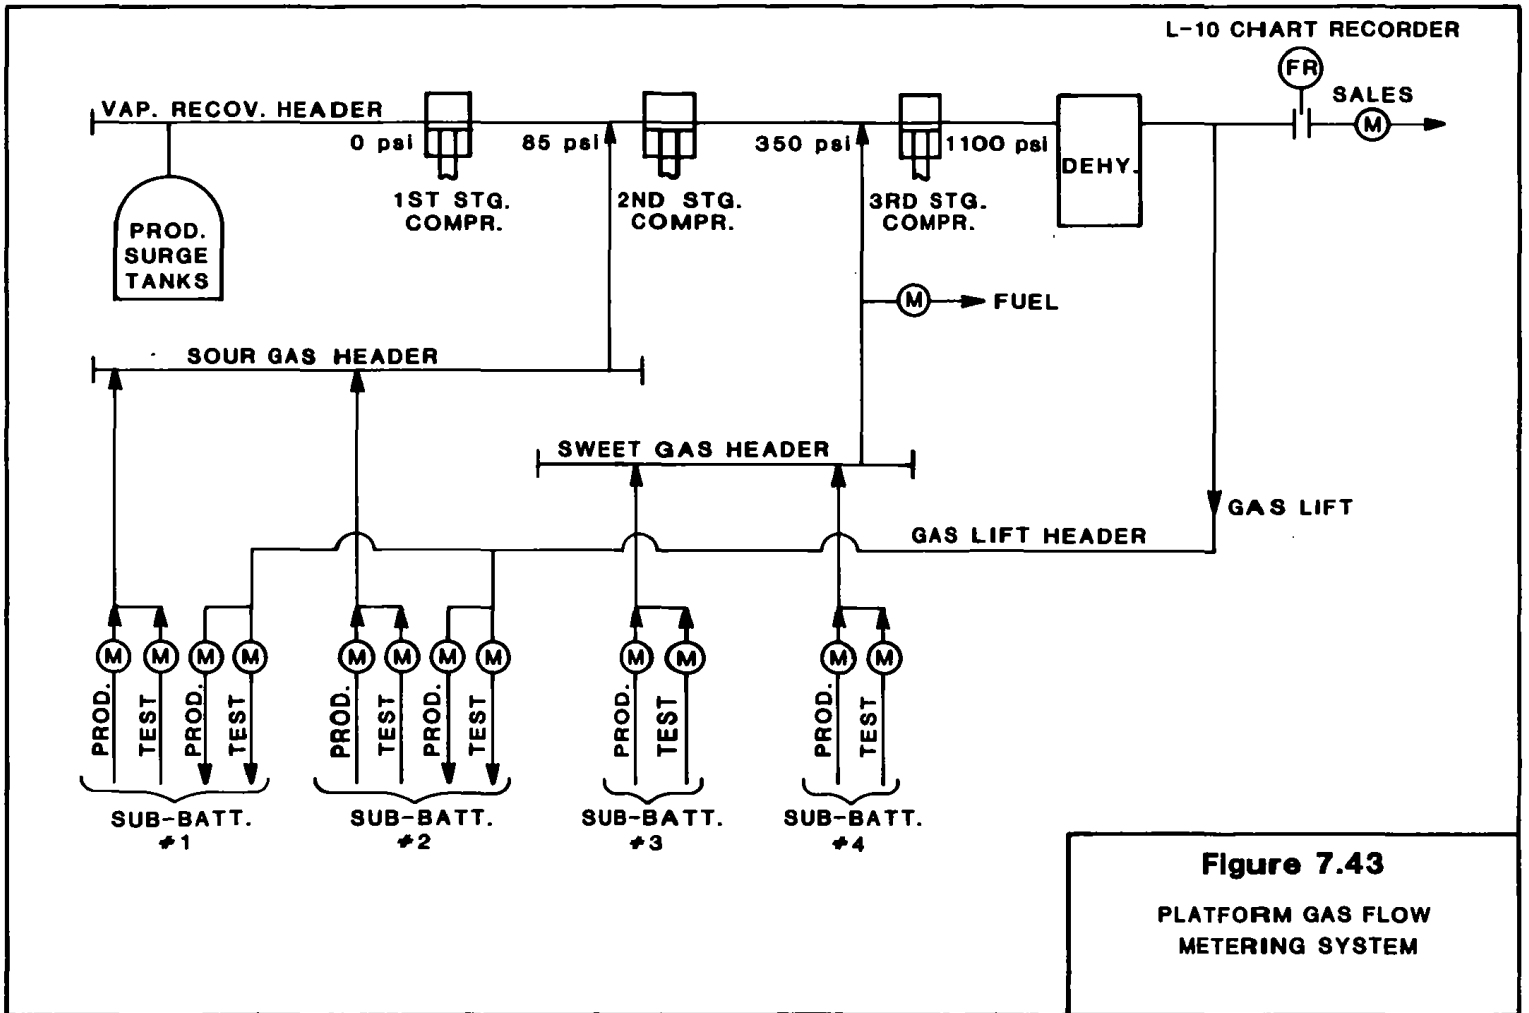 L-10 CHART RECORDER
FR
SALES
M
VAP. RECOV. HEADER
0 psi
85 psi
350 psi
1100 psi
DEHY.
1ST STG.
COMPR.
2ND STG.
COMPR.
3RD STG.
COMPR.
PROD.
SURGE
TANKS
M
FUEL
SOUR GAS HEADER
SWEET GAS HEADER
GAS LIFT
GAS LIFT HEADER
M M M M
M M M M
M M
M M
PROD.
TEST
PROD.
TEST
PROD.
TEST
PROD.
TEST
PROD.
TEST
PROD.
TEST
SUB-BATT.
#1
SUB-BATT.
#2
SUB-BATT.
#3
SUB-BATT.
#4
Figure 7.43
PLATFORM GAS FLOW
METERING SYSTEM